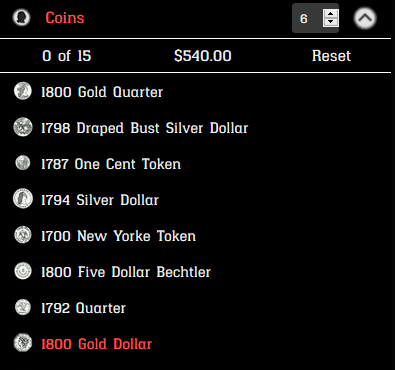 Coins 6
0 of 15 $540.00 Reset
1800 Gold Quarter
1798 Draped Bust Silver Dollar
1787 One Cent Token
1794 Silver Dollar
1700 New Yorke Token
1800 Five Dollar Bechtler
1792 Quarter
1800 Gold Dollar